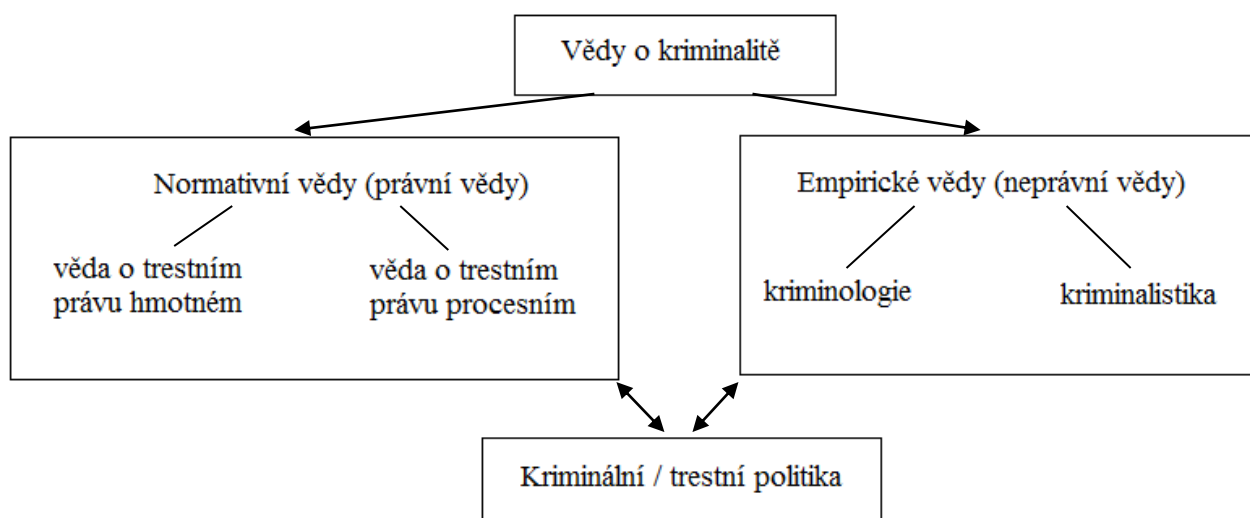 Vědy o kriminalitě
Normativní vědy (právní vědy)
věda o trestním
právu hmotném
věda o trestním
právu procesním
Empirické vědy (neprávní vědy)
kriminologie
kriminalistika
Kriminální / trestní politika